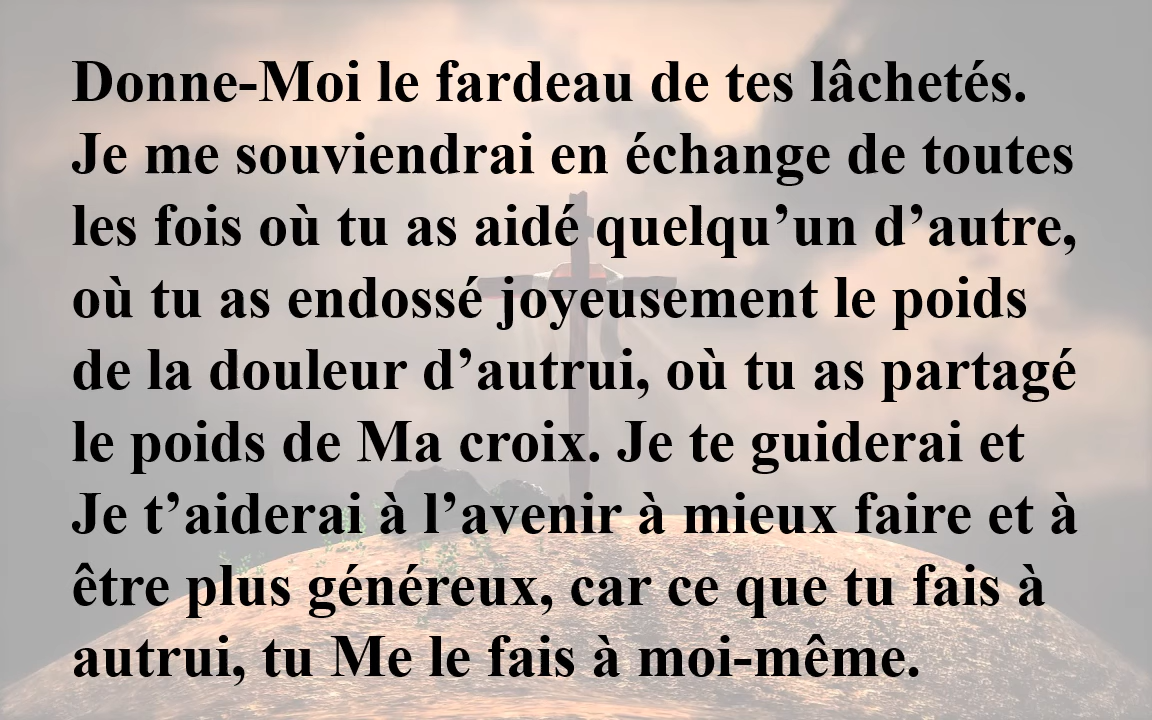 Donne-Moi le fardeau de tes lâchetés.
Je me souviendrai en échange de toutes
les fois où tu as aidé quelqu’un d’autre,
où tu as endossé joyeusement le poids
de la douleur d’autrui, où tu as partagé
le poids de Ma croix. Je te guiderai et
Je t’aiderai à l’avenir à mieux faire et à
être plus généreux, car ce que tu fais à
autrui, tu Me le fais à moi-même.